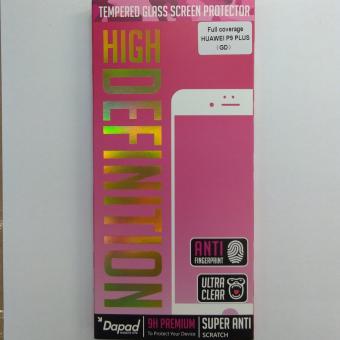 TEMPERED GLASS SCREEN PROTECTOR
Full coverage
HUAWEI P9 PLUS
(GD)
HIGH
DEFINITION
ANTI
FINGERPRINT
ULTRA
CLEAR
Dapad
9H PREMIUM
To Protect Your Device
SUPER ANTI
SCRATCH